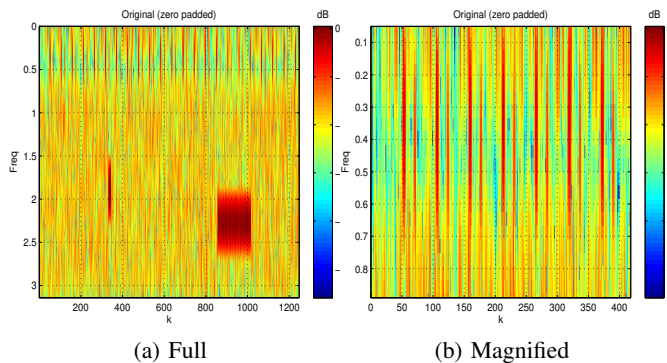 Original (zero padded)
dB
0
0.5
1
1.5
2
2.5
3
Freq
200 400 600 800 1000 1200
k
0
(a) Full
Original (zero padded)
dB
0.1
0.2
0.3
0.4
0.5
0.6
0.7
0.8
Freq
0 50 100 150 200 250 300 350 400
k
(b) Magnified